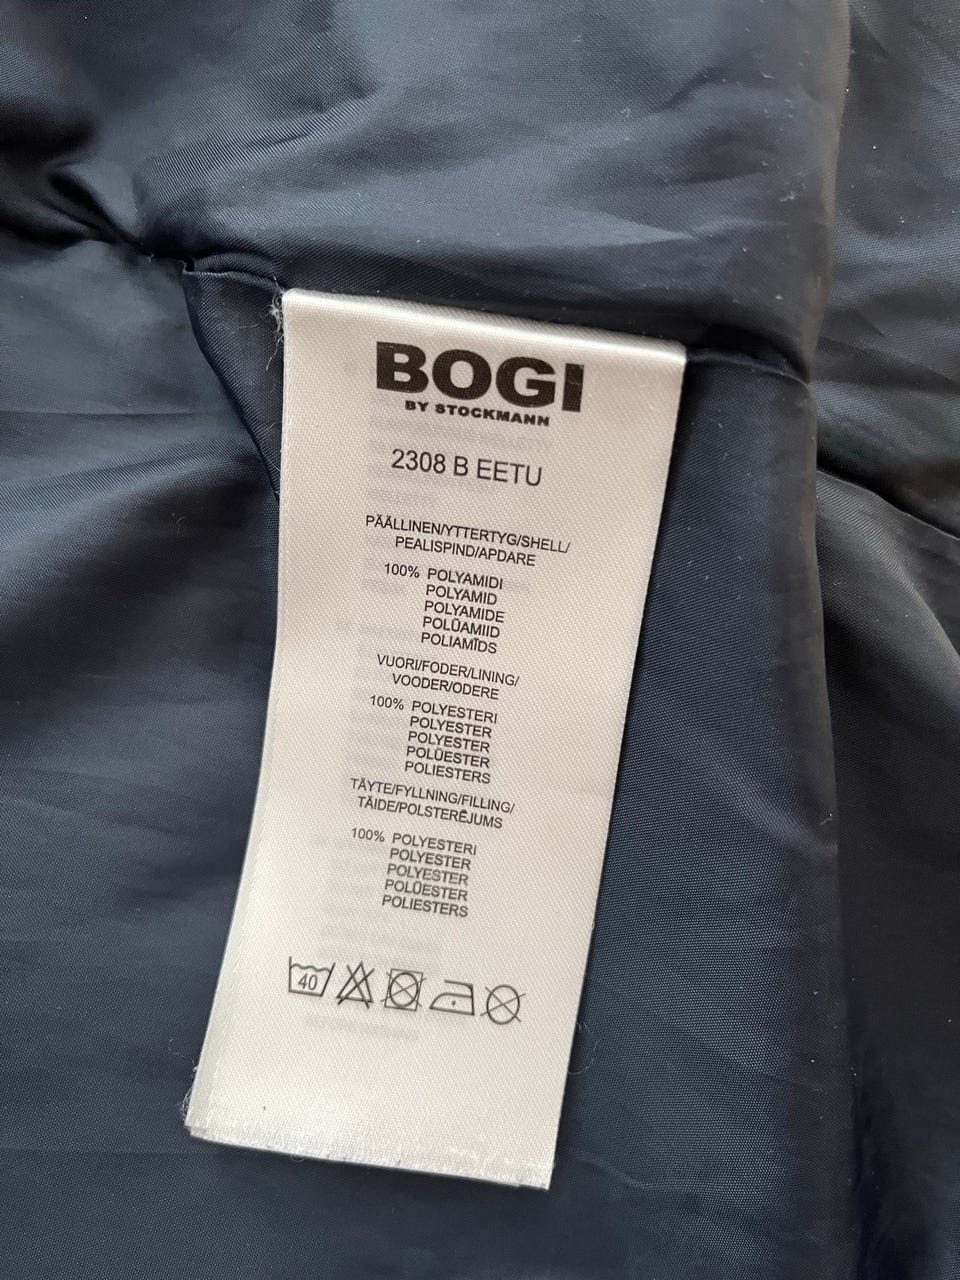 BOGI
BY STOCKMANN
2308 B EETU
PÄÄLLINEN/YTTERTYG/SHELL/
PEALISPIND/APDARE
100% POLYAMIDI
POLYAMID
POLYAMIDE
POLÜAMIID
POLIAMĪDS
VUORI/FODER/LINING/
VOODER/ODERE
100% POLYESTERI
POLYESTER
POLYESTER
POLÜESTER
POLIESTERS
TÄYTE/FYLLNING/FILLING/
TÄIDE/POLSTERĒJUMS
100% POLYESTERI
POLYESTER
POLYESTER
POLÜESTER
POLIESTERS
40